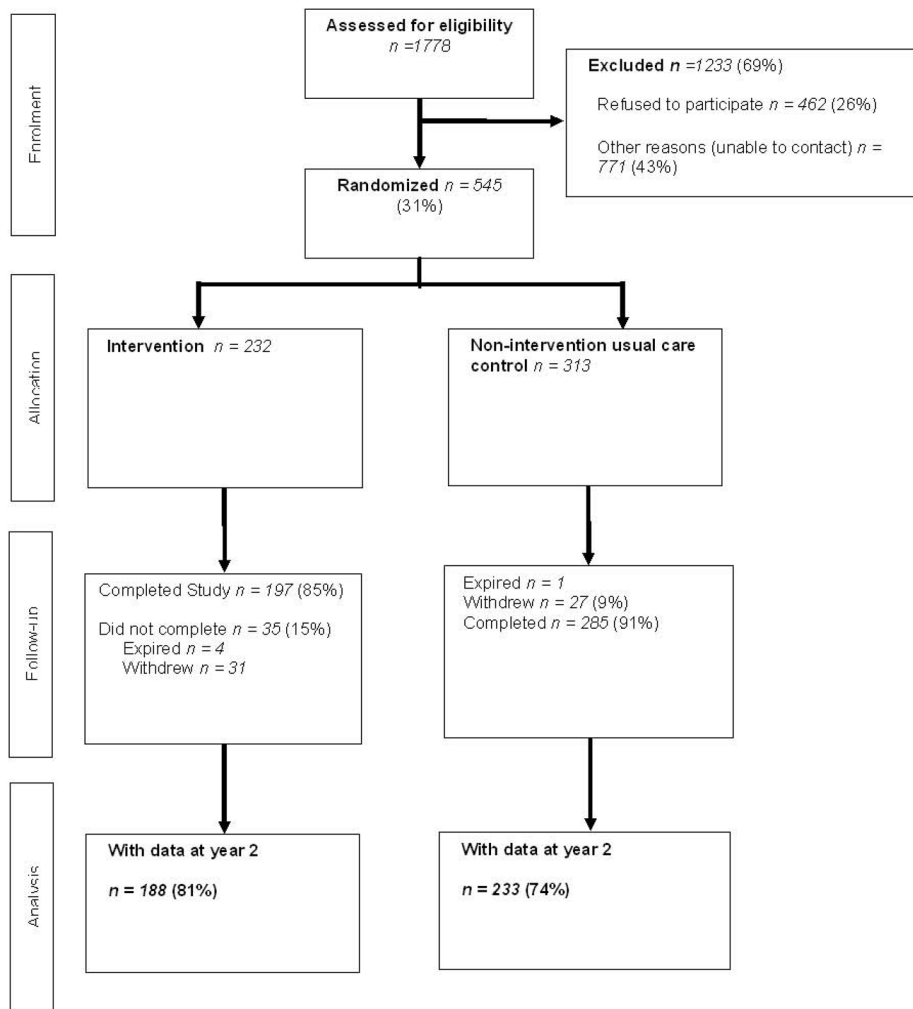 Enrolment
Assessed for eligibility
n =1778
Excluded n =1233 (69%)
Refused to participate n = 462 (26%)
Other reasons (unable to contact) n =
771 (43%)
Randomized n = 545
(31%)
Allocation
Intervention n = 232
Non-intervention usual care
control n = 313
Follow-up
Completed Study n = 197 (85%)
Did not complete n = 35 (15%)
Expired n = 4
Withdrew n = 31
Expired n = 1
Withdrew n = 27 (9%)
Completed n = 285 (91%)
Analysis
With data at year 2
n = 188 (81%)
With data at year 2
n = 233 (74%)